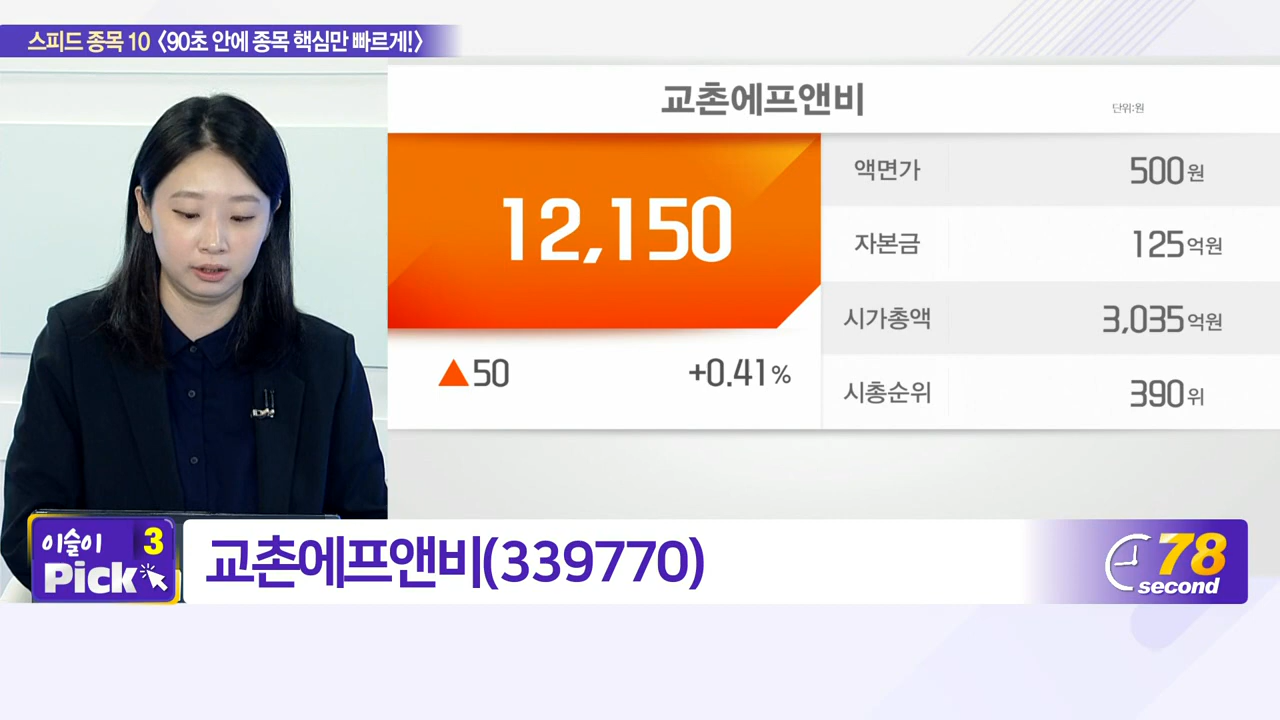 스피드 종목 10 <90초 안에 종목 핵심만 빠르게!>
교촌에프앤비
단위:원
12,150
▲50 +0.41%
액면가 500원
자본금 125억원
시가총액 3,035억원
시총순위 390위
이슬이 3
Pick
교촌에프앤비(339770)
78
second